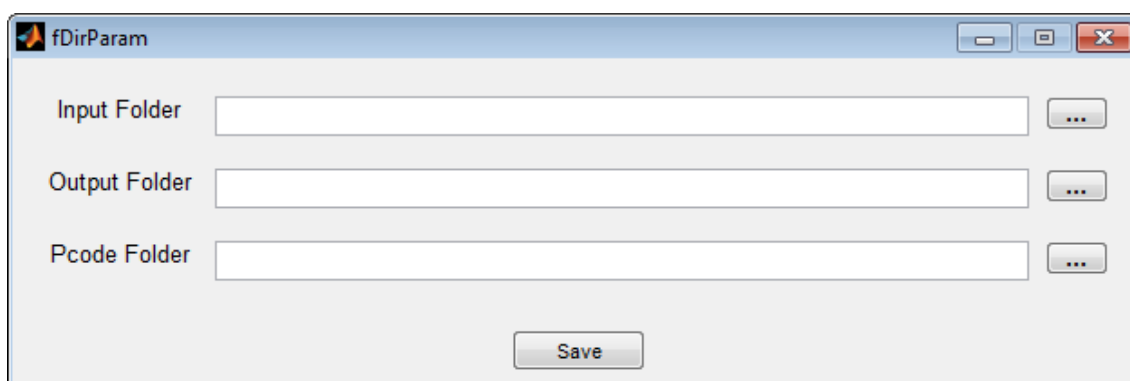 fDirParam
Input Folder ...
Output Folder ...
Pcode Folder ...
Save